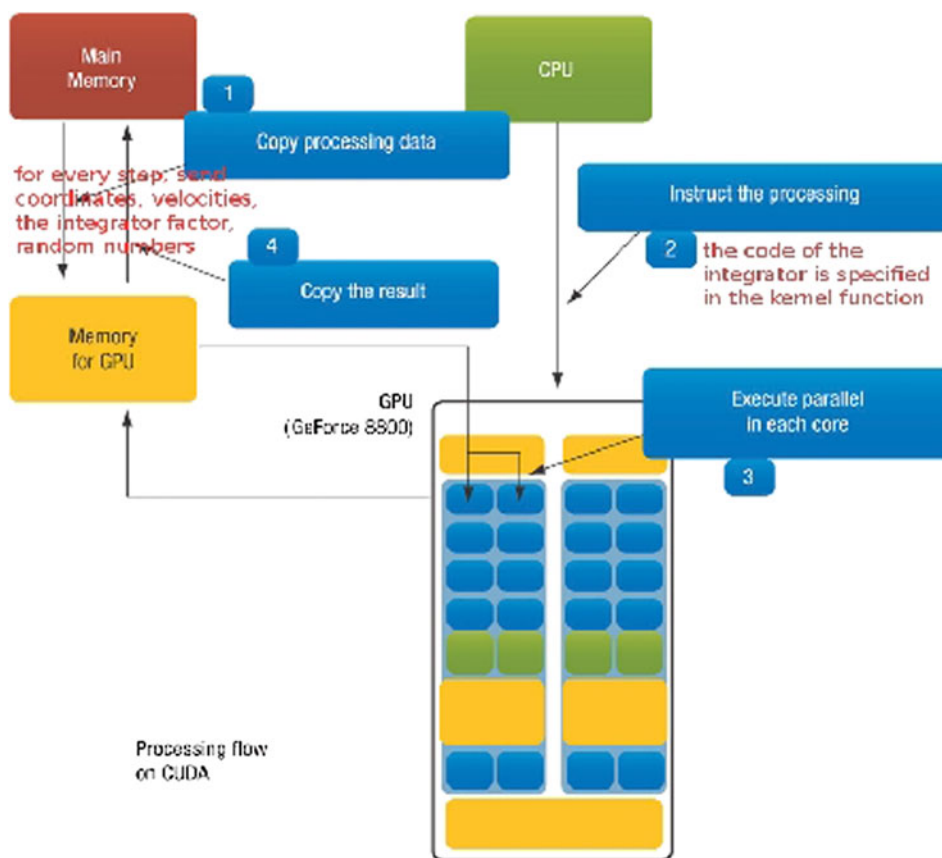 Main
Memory
1
Copy processing data
for every step: send
coordinates, velocities,
the integrator factor,
random numbers
4
Copy the result
Memory
for GPU
CPU
Instruct the processing
2
the code of the
integrator is specified
in the kernel function
GPU
(GeForce 8800)
Execute parallel
in each core
3
Processing flow
on CUDA